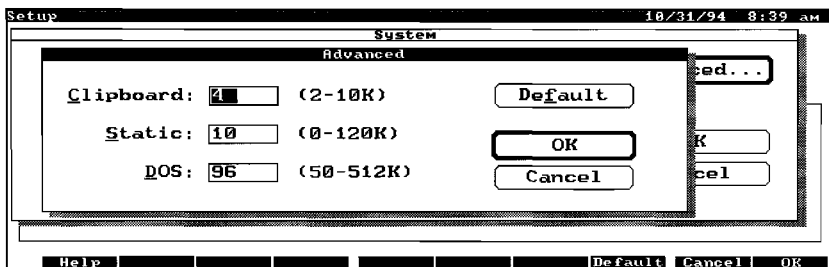 Setup 10/31/94 8:39 AM
System
Advanced
ced...
Clipboard: 4 (2-10K) Default
Static: 10 (0-120K) OK K
DOS: 96 (50-512K) Cancel cel
Help Default Cancel OK